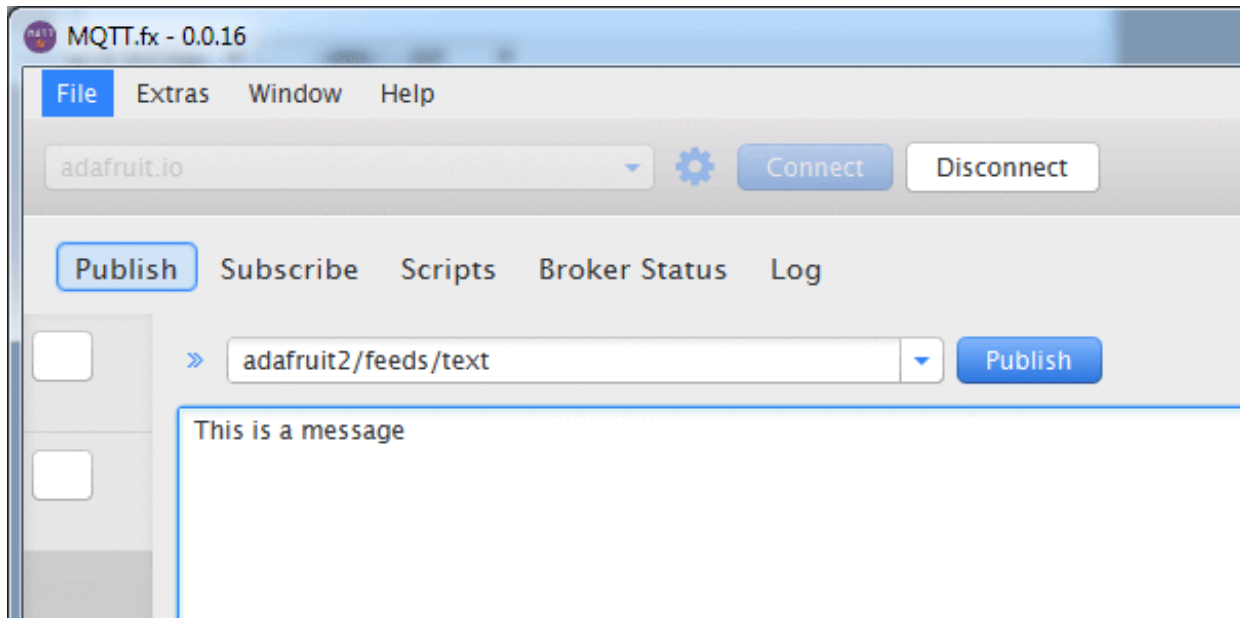 MQTT.fx - 0.0.16
File Extras Window Help
adafruit.io Connect Disconnect
Publish Subscribe Scripts Broker Status Log
» adafruit2/feeds/text Publish
This is a message